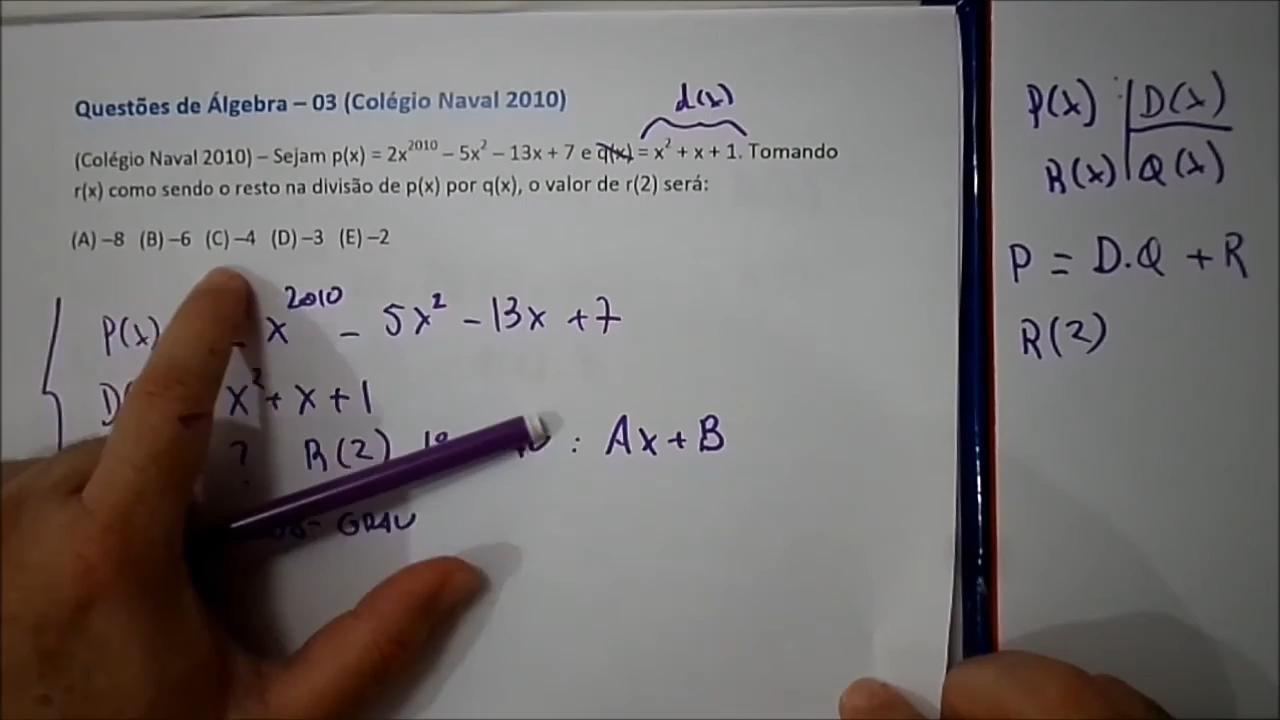 Questões de Álgebra – 03 (Colégio Naval 2010)
d(x)
(Colégio Naval 2010) – Sejam p(x) = 2x²⁰¹⁰ – 5x² – 13x + 7 e q(x) = x² + x + 1. Tomando
r(x) como sendo o resto na divisão de p(x) por q(x), o valor de r(2) será:
(A) –8 (B) –6 (C) –4 (D) –3 (E) –2
P(x) x²⁰¹⁰ – 5x² – 13x + 7
x² + x + 1
? R(2) : Ax + B
GRAU
P(x) D(x)
R(x) Q(x)
P = D.Q + R
R(2)